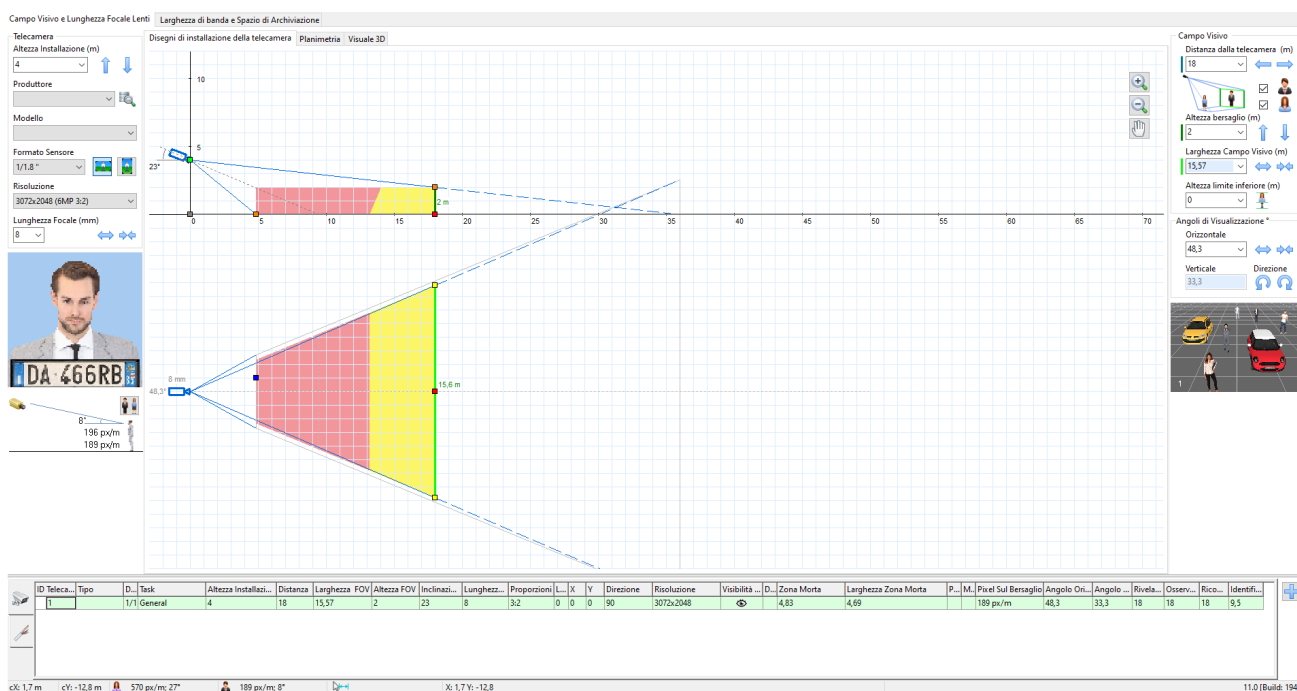 Campo Visivo e Lunghezza Focale Lenti Larghezza di banda e Spazio di Archiviazione
Telecamera
Altezza Installazione (m)
4
Produttore
Modello
Formato Sensore
1/1.8 "
Risoluzione
3072x2048 (6MP 3:2)
Lunghezza Focale (mm)
8
DA 466RB
8°
196 px/m
189 px/m
Disegni di installazione della telecamera Planimetria Visuale 3D
10
5
23°
2 m
0 5 10 15 20 25 30 35 40 45 50 55 60 65 70
8 mm
48,3°
15,6 m
Campo Visivo
Distanza dalla telecamera (m)
18
Altezza bersaglio (m)
2
Larghezza Campo Visivo (m)
15,57
Altezza limite inferiore (m)
0
Angoli di Visualizzazione °
Orizzontale
48,3
Verticale Direzione
33,3
1
ID Teleca... Tipo D... Task Altezza Installazi... Distanza Larghezza FOV Altezza FOV Inclinazi... Lunghezz... Proporzioni L... X Y Direzione Risoluzione Visibilità ... D... Zona Morta Larghezza Zona Morta P... M.. Pixel Sul Bersaglio Angolo Ori... Angolo ... Rivela... Osserv... Rico... Identifi...
1 1/1 General 4 18 15,57 2 23 8 3:2 0 0 0 90 3072x2048 4,83 4,69 189 px/m 48,3 33,3 18 18 18 9,5
cX: 1,7 m cY: -12,8 m 570 px/m; 27° 189 px/m; 8° X: 1,7 Y: -12,8 11.0 [Build: 194